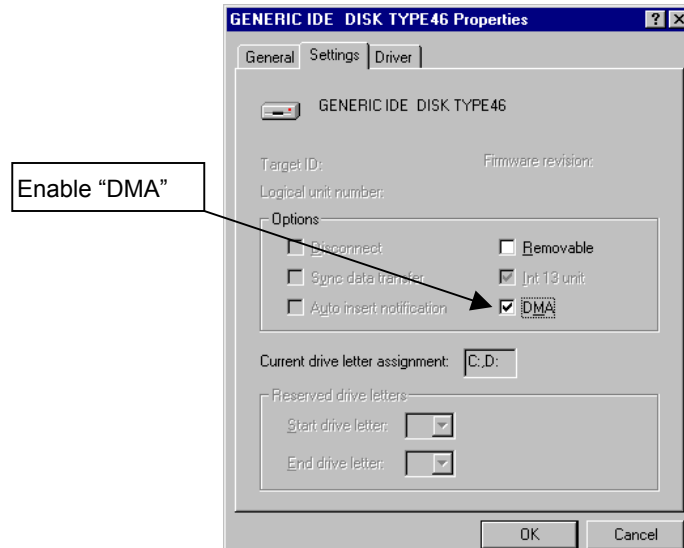 GENERIC IDE  DISK TYPE46 Properties
General Settings Driver
GENERIC IDE  DISK TYPE46
Target ID: Firmware revision:
Logical unit number:
Enable “DMA”
Options
Disconnect Removable
Sync data transfer Int 13 unit
Auto insert notification DMA
Current drive letter assignment: C:,D:
Reserved drive letters
Start drive letter:
End drive letter:
OK Cancel